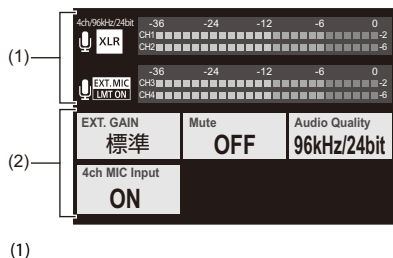 4ch/96kHz/24bit
-36 -24 -12 -6 0
XLR
CH1 -2
CH2 -6
(1)
-36 -24 -12 -6 0
EXT.MIC
LMT ON
CH3 -2
CH4 -6
EXT. GAIN
標準
Mute
OFF
Audio Quality
96kHz/24bit
(2)
4ch MIC Input
ON
(1)